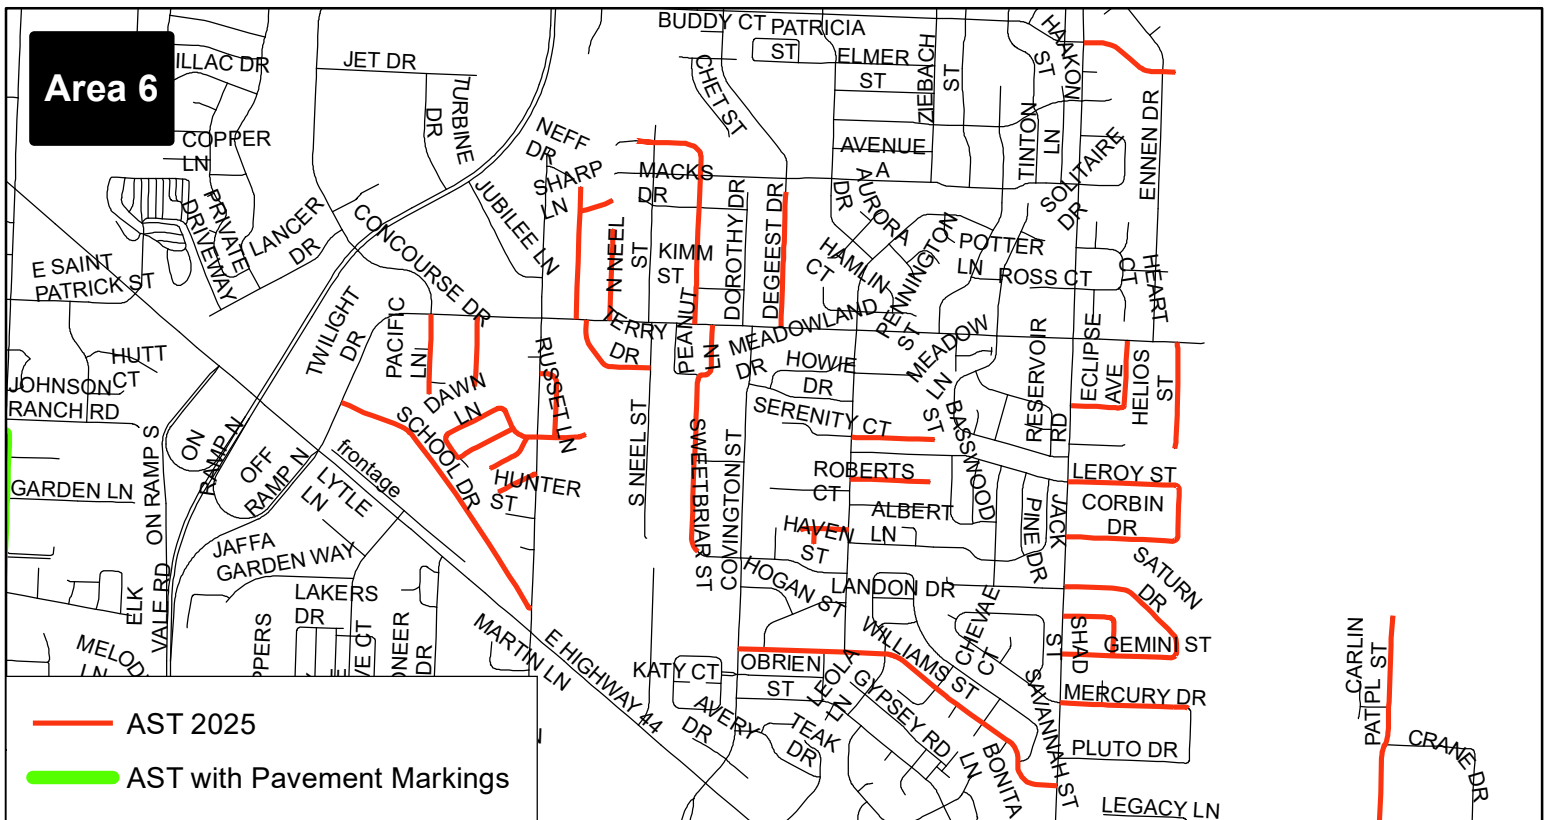 Area 6
BUDDY CT
PATRICIA
ST
HAAKON
ST
ILLAC DR
JET DR
ELMER
ST
ZIEBACH
ST
CHET ST
TURBINE
DR
COPPER
LN
NEFF
DR
SHARP
LN
MACKS
DR
AVENUE
A
TINTON
LN
SOLITAIRE
DR
ENNEN DR
PRIVATE
DRIVEWAY
LANCER
DR
CONCOURSE DR
JUBILEE LN
N NEEL
ST
KIMM
ST
DOROTHY DR
DEGEEST DR
AURORA
DR
HAMLIN
CT
PENNINGTON
ST
POTTER
LN
ROSS CT
HEART
CT
E SAINT
PATRICK ST
TWILIGHT
DR
PACIFIC
LN
TERRY
DR
PEANUT
LN
MEADOWLAND
DR
HOWIE
DR
MEADOW
LN
RESERVOIR
RD
ECLIPSE
AVE
HELIOS
ST
HUTT
CT
JOHNSON
RANCH RD
DAWN
LN
RUSSET LN
SERENITY CT
BASSWOOD
ST
ON
RAMP N
OFF
RAMP N
ON RAMP S
SCHOOL DR
frontage
LYTLE
LN
HUNTER
ST
S NEEL ST
SWEETBRIAR ST
COVINGTON ST
ROBERTS
CT
ALBERT
LN
LEROY ST
CORBIN
DR
GARDEN LN
JAFFA
GARDEN WAY
HAVEN
ST
PINE DR
JACK
SATURN
DR
HOGAN ST
LANDON DR
ELK
VALE RD
LAKERS
DR
CHEVAE
CT
SHAD
ST
GEMINI ST
MELOD
LN
PPERS
VE CT
ONEER
DR
MARTIN LN
E HIGHWAY 44
KATY CT
OBRIEN
ST
WILLIAMS ST
LEOLA
LN
GYPSEY RD
SAVANNAH ST
MERCURY DR
CARLIN
PL ST
PAT
AVERY
DR
TEAK
DR
BONITA
LN
PLUTO DR
CRANE DR
LEGACY LN
AST 2025
AST with Pavement Markings